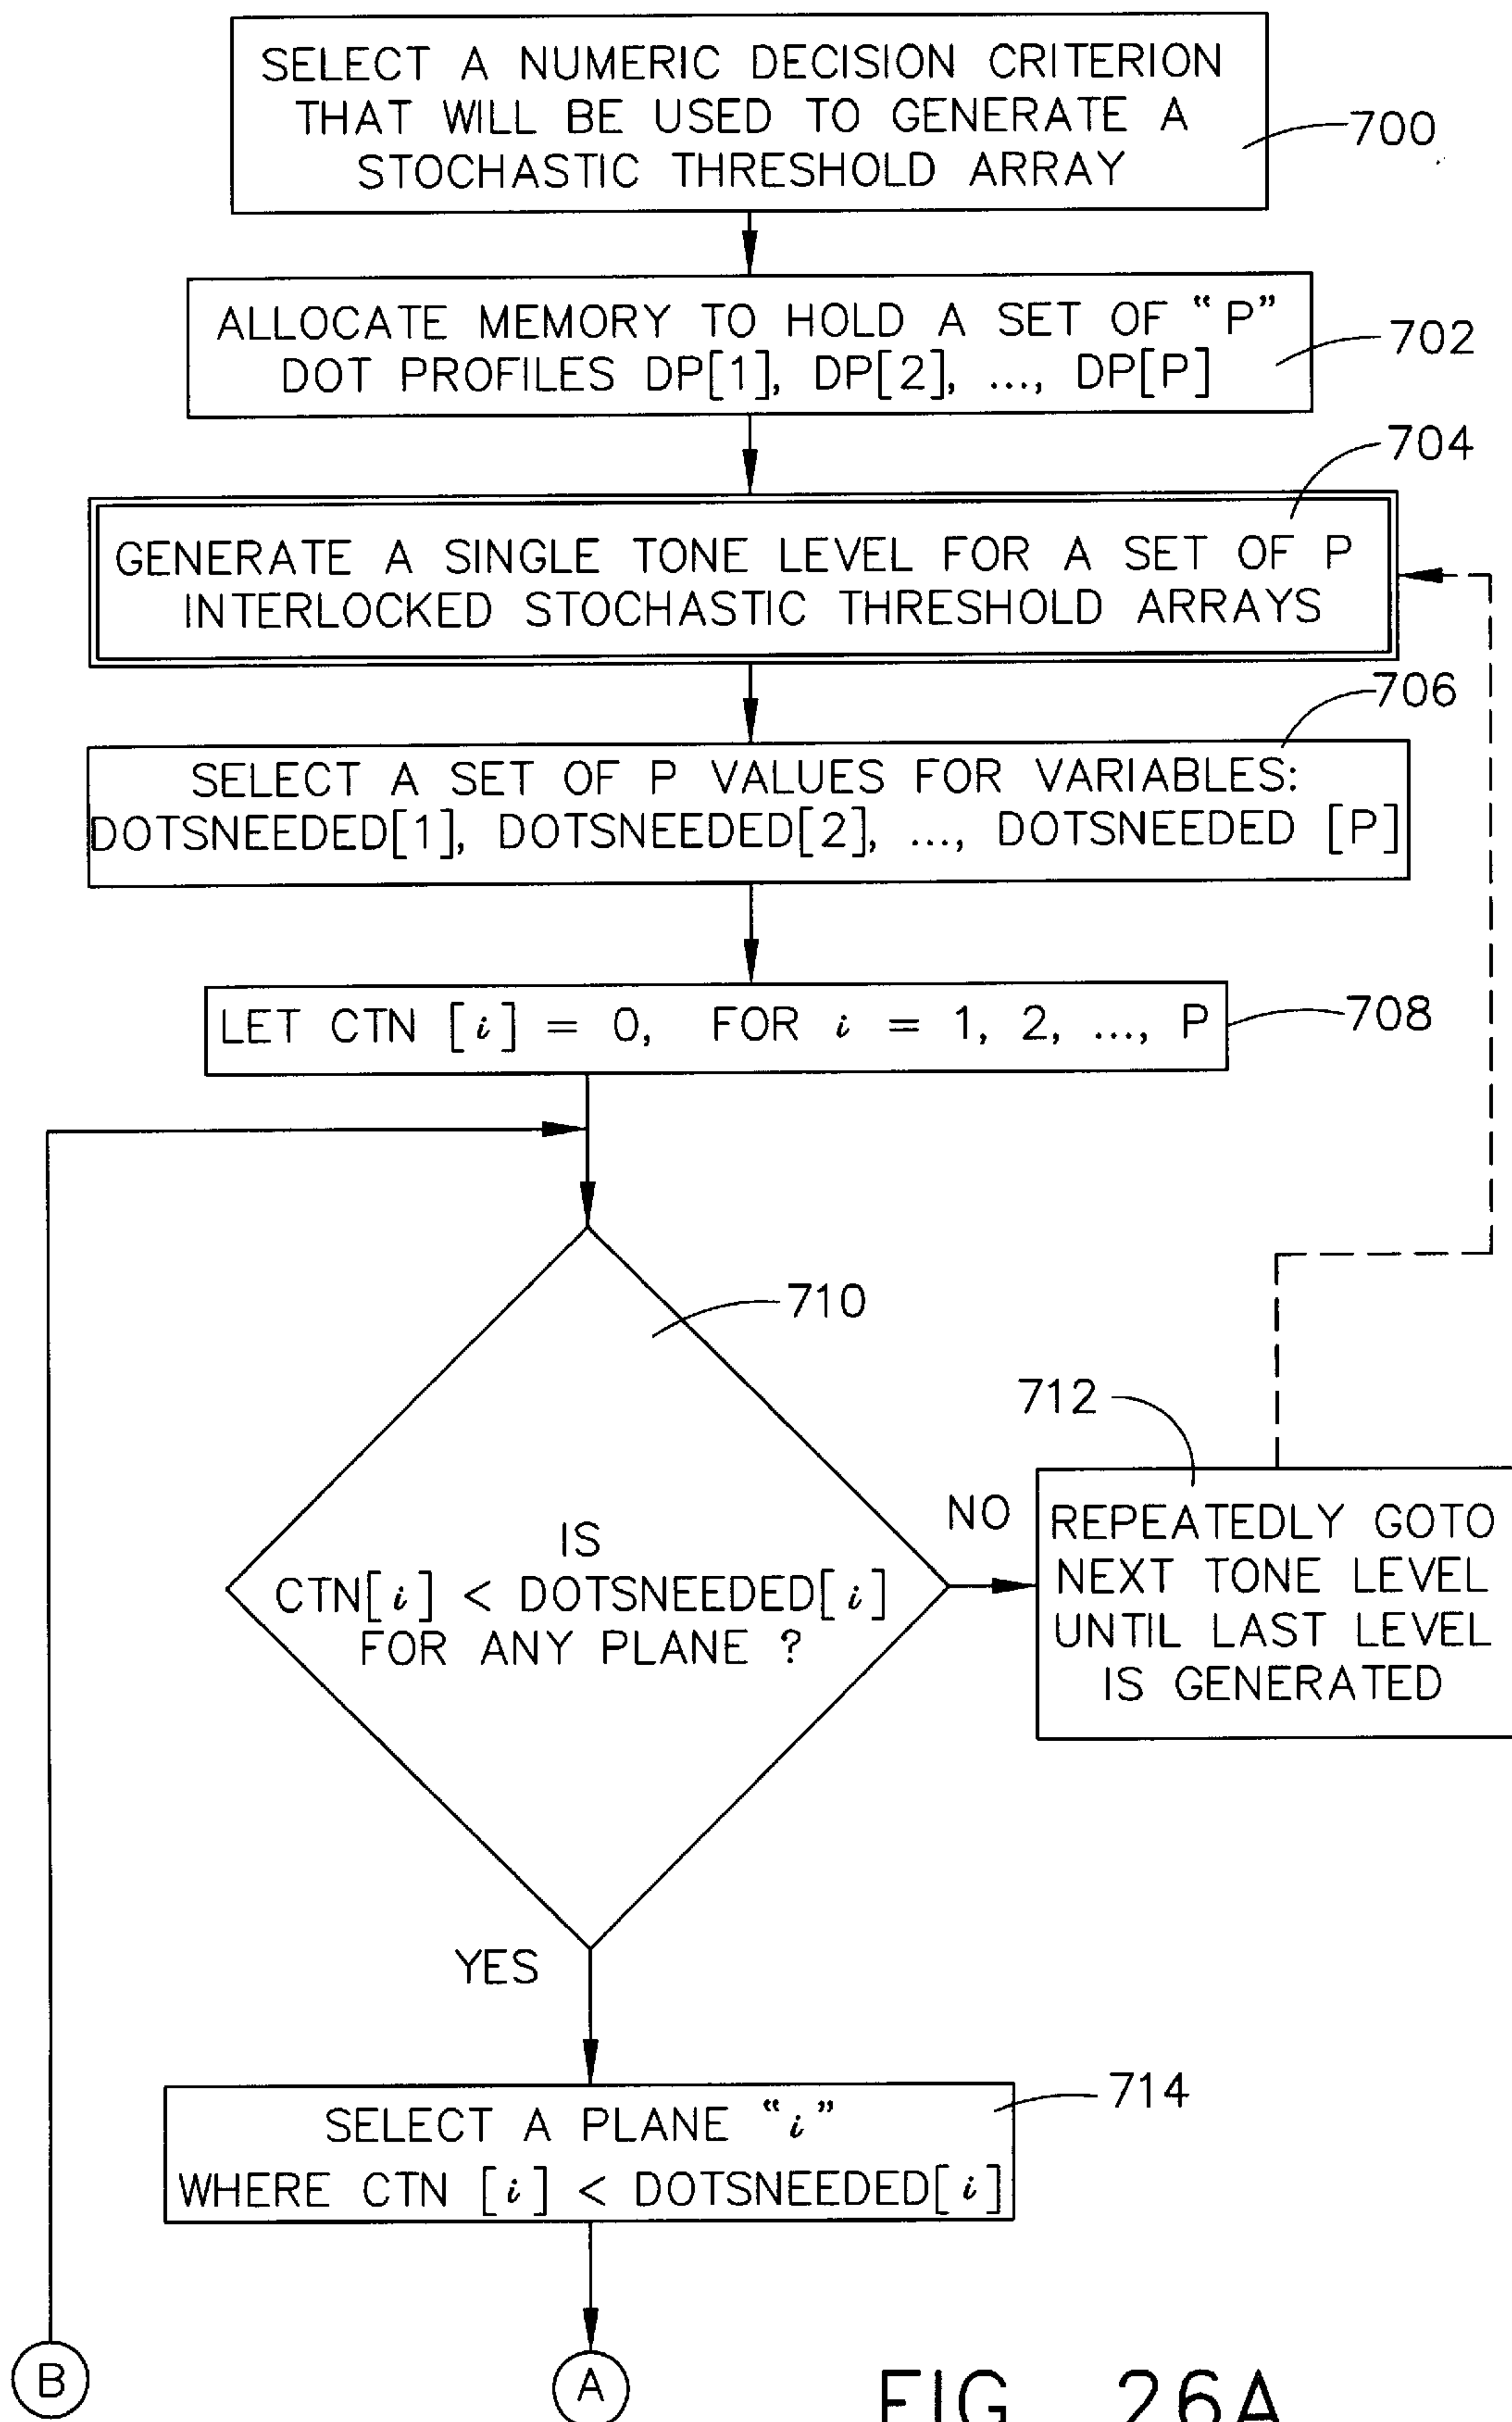 SELECT A NUMERIC DECISION CRITERION
THAT WILL BE USED TO GENERATE A
STOCHASTIC THRESHOLD ARRAY
700
ALLOCATE MEMORY TO HOLD A SET OF “P”
DOT PROFILES DP[1], DP[2], ..., DP[P]
702
704
GENERATE A SINGLE TONE LEVEL FOR A SET OF P
INTERLOCKED STOCHASTIC THRESHOLD ARRAYS
706
SELECT A SET OF P VALUES FOR VARIABLES:
DOTSNEEDED[1], DOTSNEEDED[2], ..., DOTSNEEDED [P]
LET CTN [i] = 0, FOR i = 1, 2, ..., P
708
710
IS
CTN[i] < DOTSNEEDED[i]
FOR ANY PLANE ?
712
NO
REPEATEDLY GOTO
NEXT TONE LEVEL
UNTIL LAST LEVEL
IS GENERATED
YES
714
SELECT A PLANE “i”
WHERE CTN [i] < DOTSNEEDED[i]
B
A
FIG. 26A